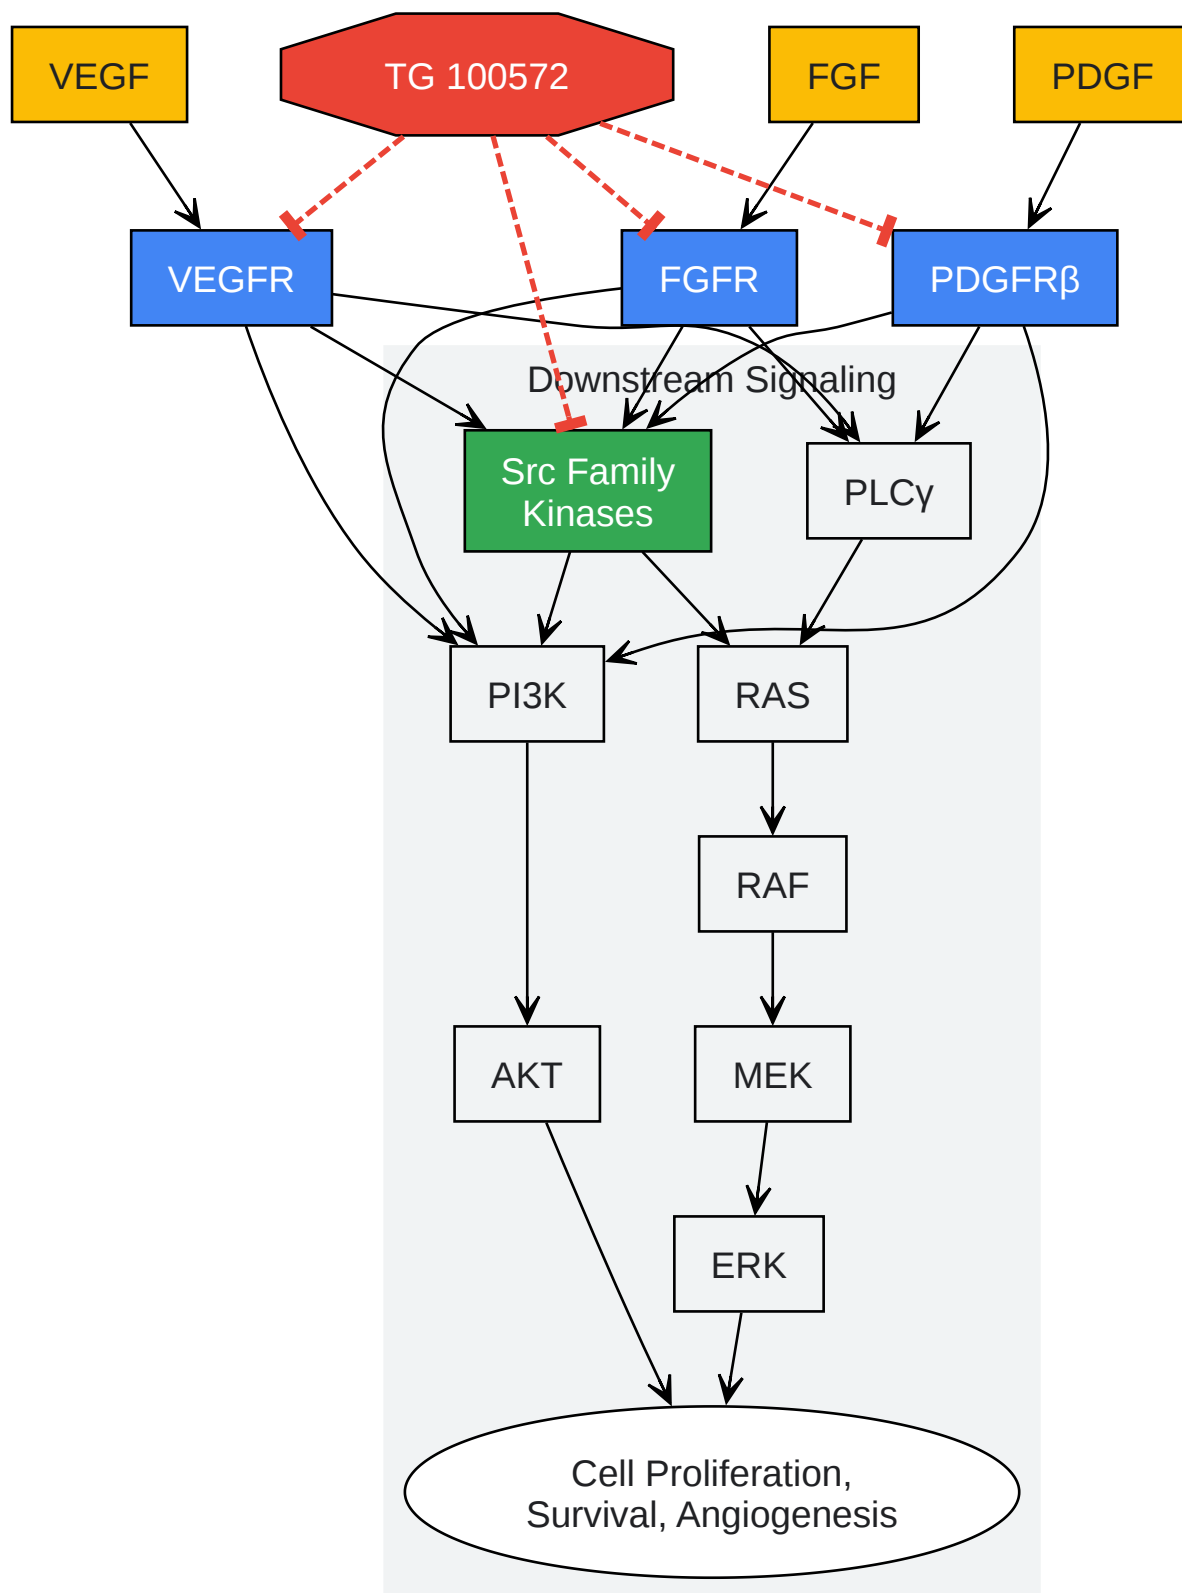 VEGF
TG 100572
FGF
PDGF
VEGFR
FGFR
PDGFRβ
Downstream Signaling
Src Family
Kinases
PLCγ
PI3K
RAS
RAF
AKT
MEK
ERK
Cell Proliferation,
Survival, Angiogenesis